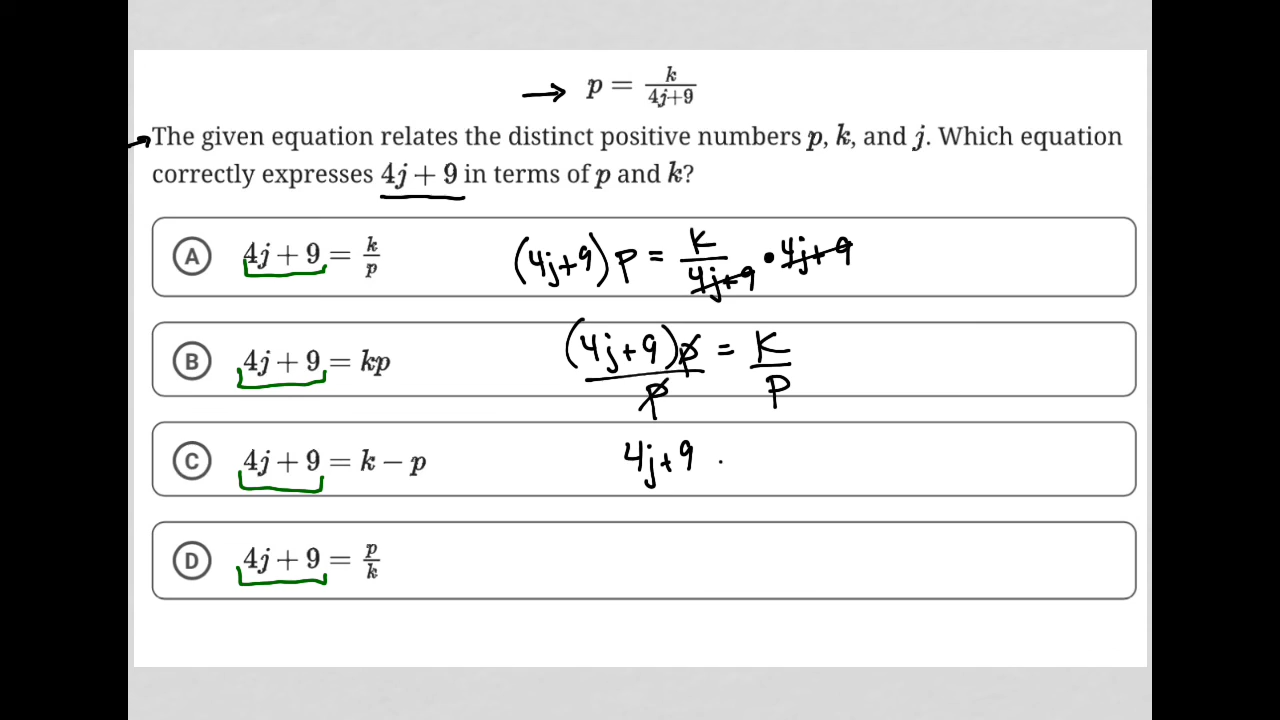 → p = k/(4j+9)
The given equation relates the distinct positive numbers p, k, and j. Which equation
correctly expresses 4j + 9 in terms of p and k?
A 4j + 9 = k/p
(4j+9) p = K/(4j+9) • 4j+9
B 4j + 9 = kp
(4j+9)p/p = K/P
C 4j + 9 = k − p
4j+9
D 4j + 9 = p/k